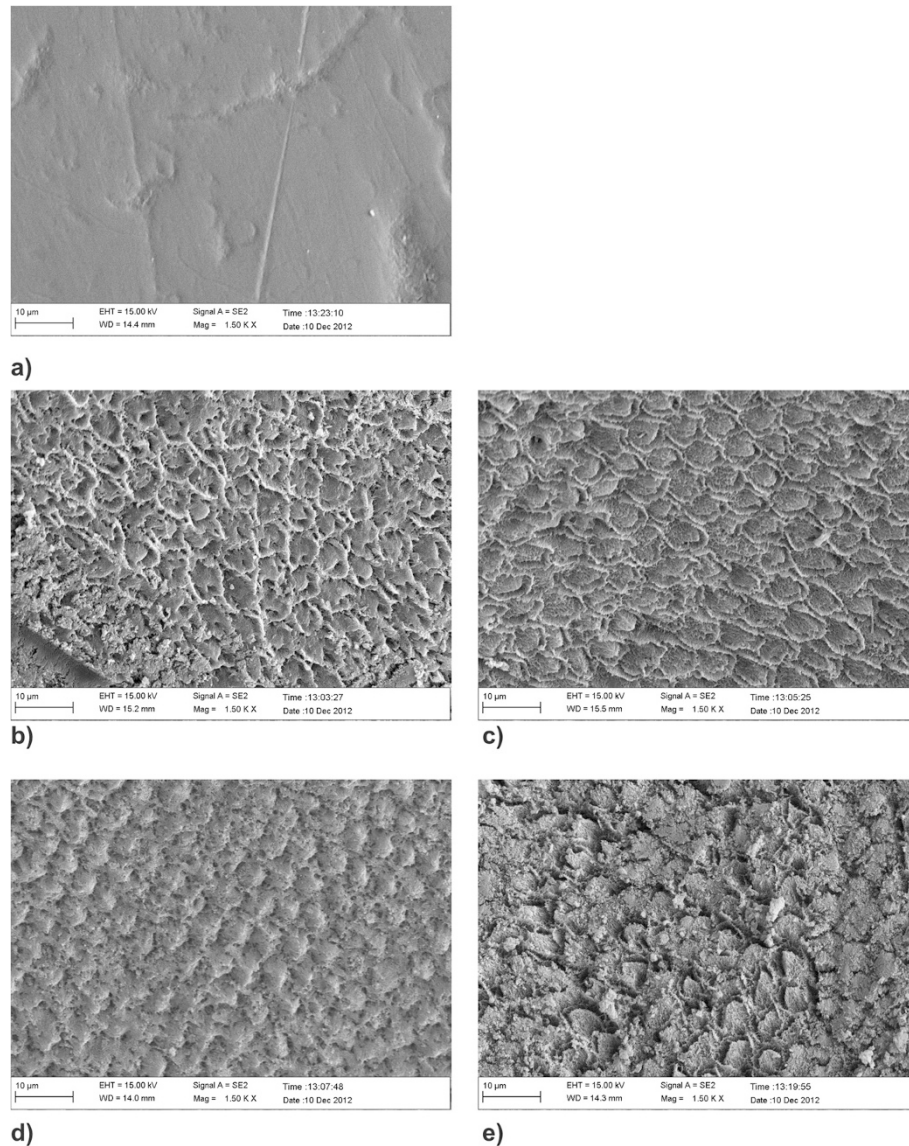 10 µm EHT = 15.00 kV Signal A = SE2 Time :13:23:10
WD = 14.4 mm Mag = 1.50 K X Date :10 Dec 2012
a)
10 µm EHT = 15.00 kV Signal A = SE2 Time :13:03:27
WD = 15.2 mm Mag = 1.50 K X Date :10 Dec 2012
b)
10 µm EHT = 15.00 kV Signal A = SE2 Time :13:05:25
WD = 15.5 mm Mag = 1.50 K X Date :10 Dec 2012
c)
10 µm EHT = 15.00 kV Signal A = SE2 Time :13:07:48
WD = 14.0 mm Mag = 1.50 K X Date :10 Dec 2012
d)
10 µm EHT = 15.00 kV Signal A = SE2 Time :13:19:55
WD = 14.3 mm Mag = 1.50 K X Date :10 Dec 2012
e)